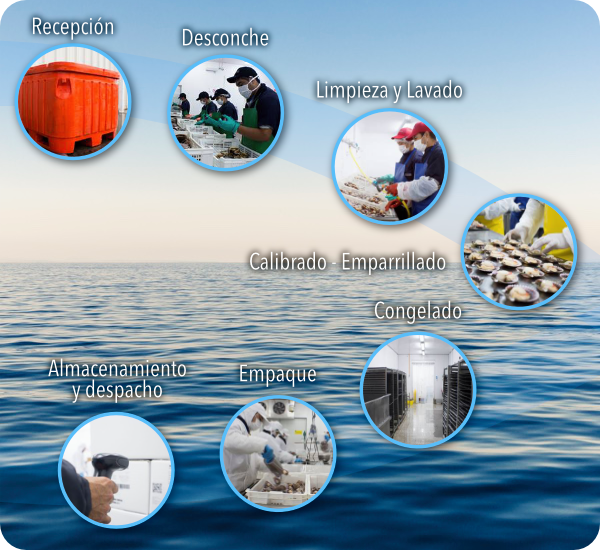 Recepción
Desconche
Limpieza y Lavado
Calibrado - Emparrillado
Congelado
Empaque
Almacenamiento
y despacho